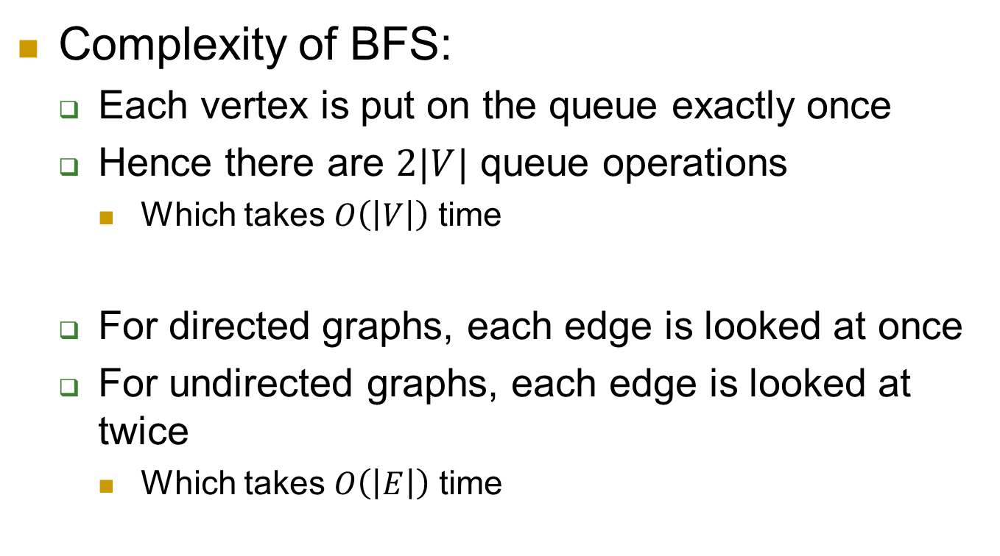 Complexity of BFS:
Each vertex is put on the queue exactly once
Hence there are 2|V| queue operations
Which takes O(|V|) time
For directed graphs, each edge is looked at once
For undirected graphs, each edge is looked at
twice
Which takes O(|E|) time